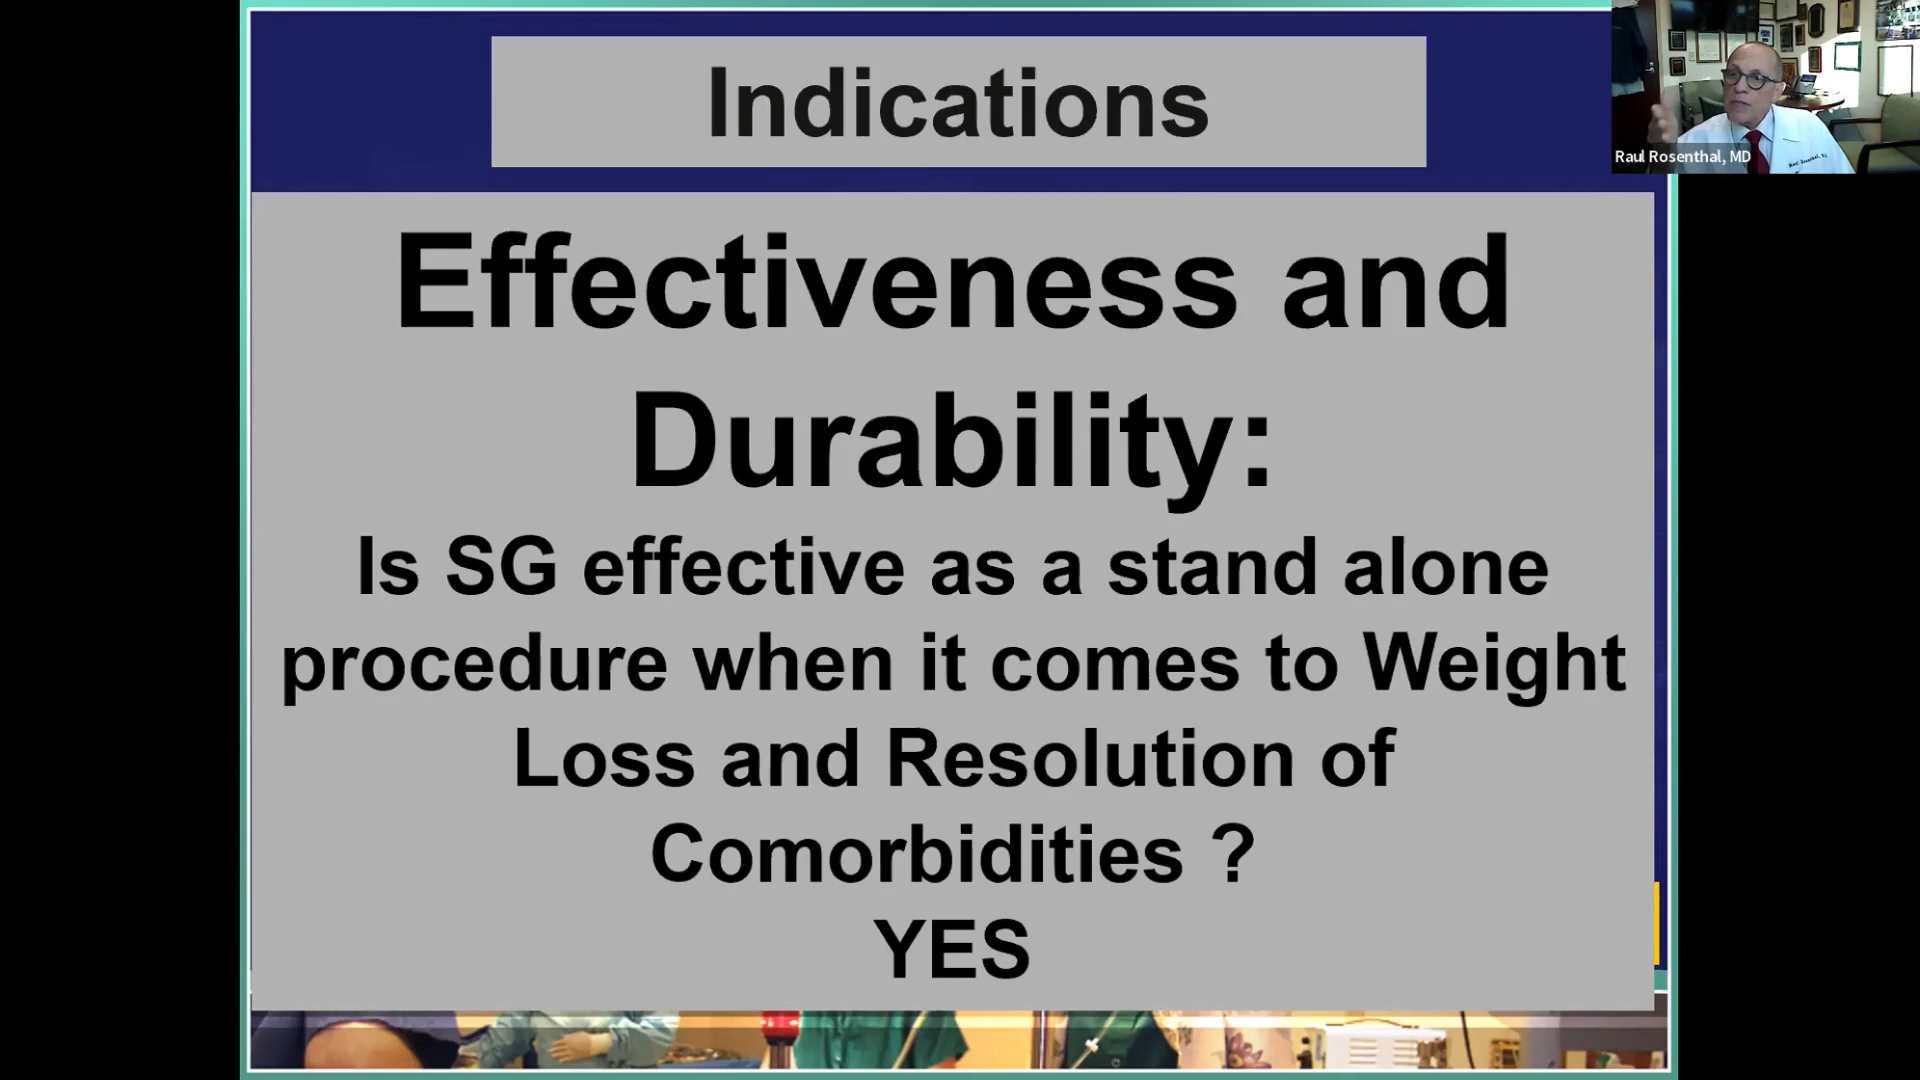 Indications
Raul Rosenthal, MD
Effectiveness and
Durability:
Is SG effective as a stand alone
procedure when it comes to Weight
Loss and Resolution of
Comorbidities ?
YES